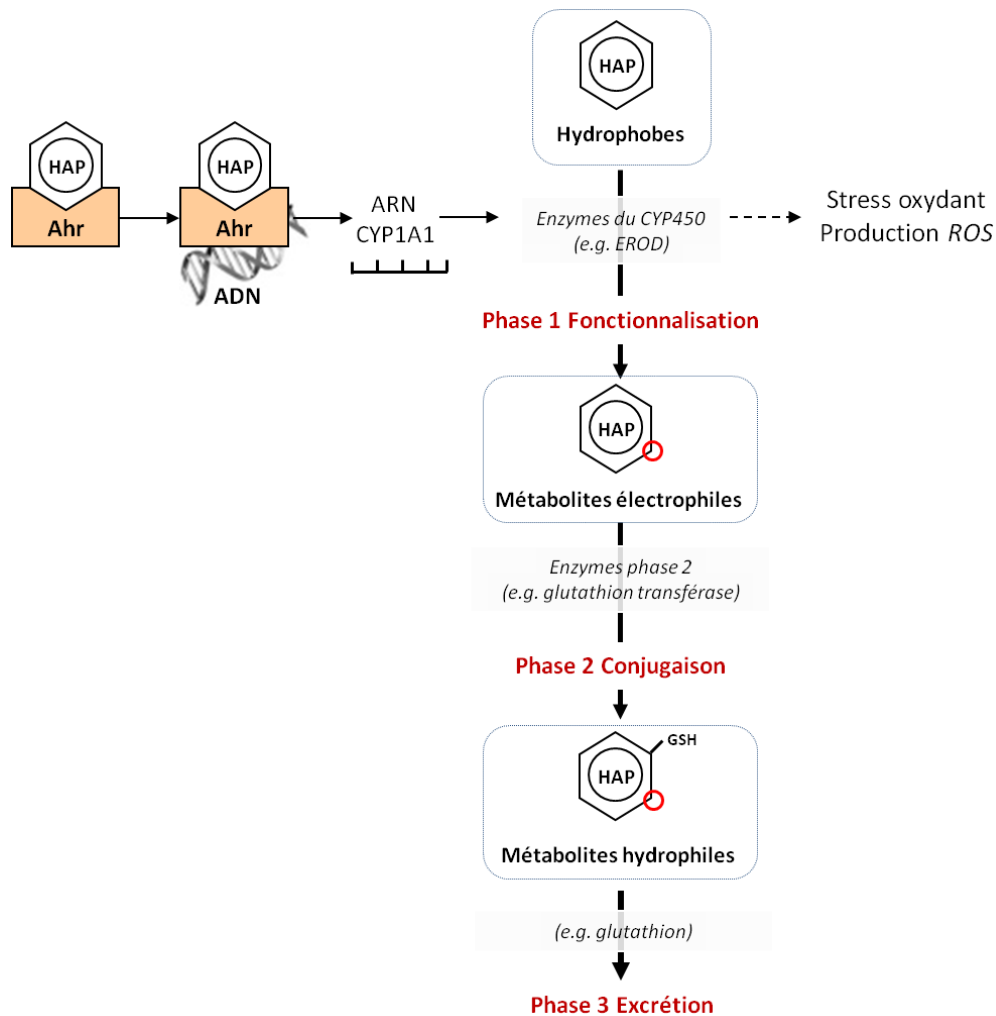 HAP
Hydrophobes
HAP
Ahr
HAP
Ahr
ADN
ARN
CYP1A1
Enzymes du CYP450
(e.g. EROD)
Stress oxydant
Production ROS
Phase 1 Fonctionnalisation
HAP
Métabolites électrophiles
Enzymes phase 2
(e.g. glutathion transférase)
Phase 2 Conjugaison
GSH
HAP
Métabolites hydrophiles
(e.g. glutathion)
Phase 3 Excrétion